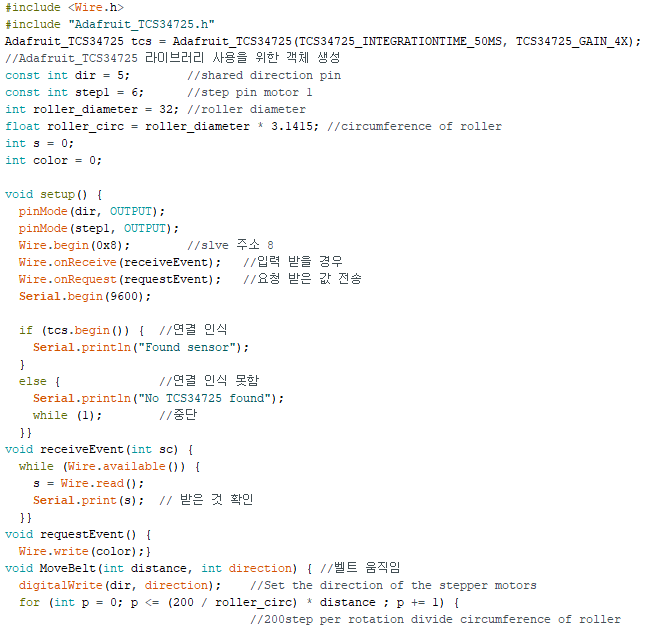 #include <Wire.h>
#include "Adafruit_TCS34725.h"
Adafruit_TCS34725 tcs = Adafruit_TCS34725(TCS34725_INTEGRATIONTIME_50MS, TCS34725_GAIN_4X);
//Adafruit_TCS34725 라이브러리 사용을 위한 객체 생성
const int dir = 5;        //shared direction pin
const int step1 = 6;      //step pin motor 1
int roller_diameter = 32; //roller diameter
float roller_circ = roller_diameter * 3.1415; //circumference of roller
int s = 0;
int color = 0;

void setup() {
  pinMode(dir, OUTPUT);
  pinMode(step1, OUTPUT);
  Wire.begin(0x8);        //slve 주소 8
  Wire.onReceive(receiveEvent);   //입력 받을 경우
  Wire.onRequest(requestEvent);   //요청 받은 값 전송
  Serial.begin(9600);

  if (tcs.begin()) {  //연결 인식
    Serial.println("Found sensor");
  }
  else {              //연결 인식 못함
    Serial.println("No TCS34725 found");
    while (1);        //중단
  }}
void receiveEvent(int sc) {
  while (Wire.available()) {
    s = Wire.read();
    Serial.print(s);  // 받은 것 확인
  }}
void requestEvent() {
  Wire.write(color);}
void MoveBelt(int distance, int direction) { //벨트 움직임
  digitalWrite(dir, direction);    //Set the direction of the stepper motors
  for (int p = 0; p <= (200 / roller_circ) * distance ; p += 1) {
                                   //200step per rotation divide circumference of roller